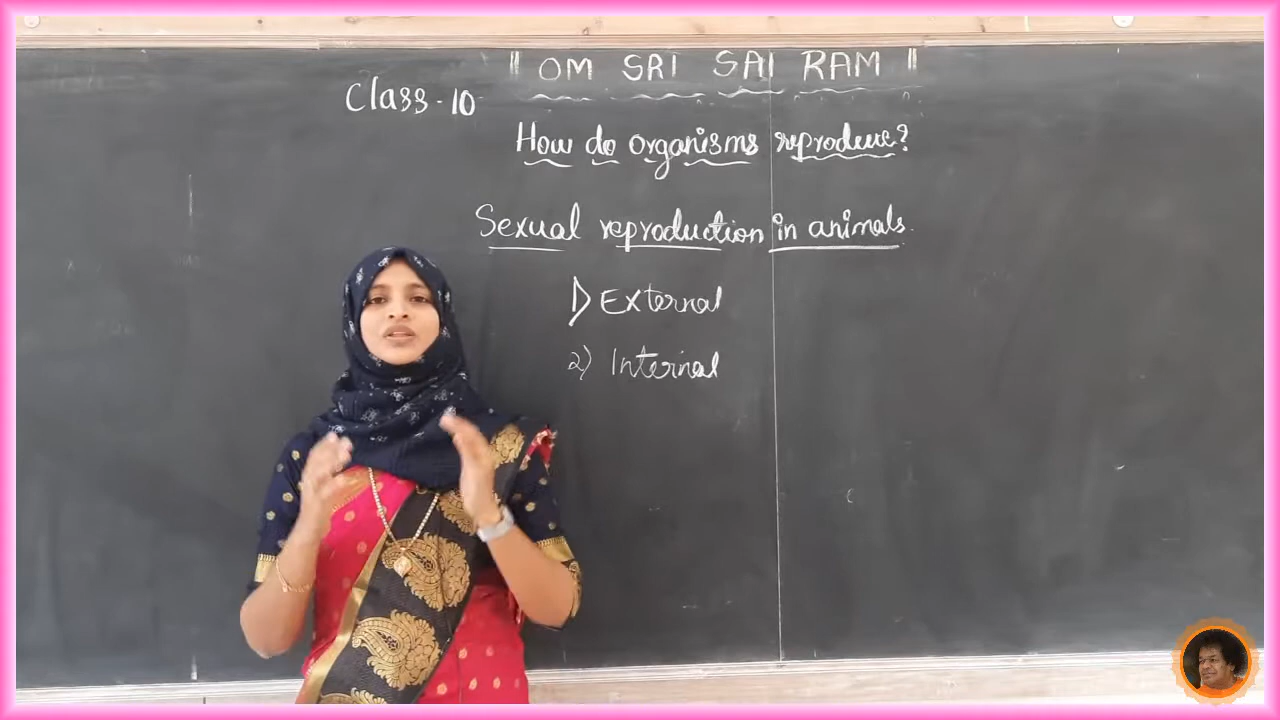 " OM SRI SAI RAM "
Class - 10
How do organisms reproduce?
Sexual reproduction in animals.
1) External
2) Internal